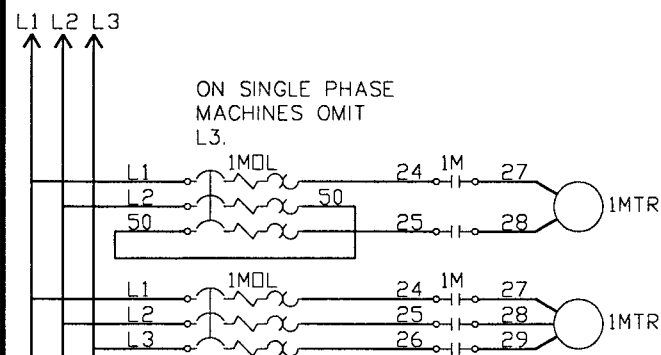 L1 L2 L3
ON SINGLE PHASE
MACHINES OMIT
L3.
L1 1MOL 24 1M 27
L2 50
50 25 28
1MTR
L1 1MOL 24 1M 27
L2 25 28 1MTR
L3 26 29